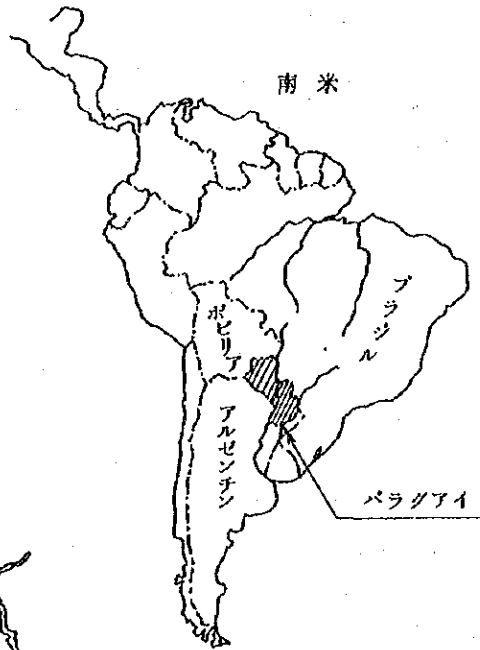 南米
ブラジル
ボビリア
アルゼンチン
パラグアイ